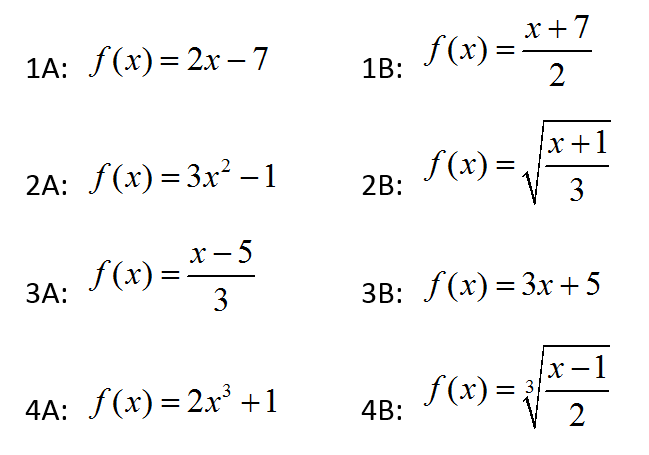 1A: f(x) = 2x − 7    1B: f(x) = (x + 7)/2
2A: f(x) = 3x² − 1    2B: f(x) = √((x + 1)/3)
3A: f(x) = (x − 5)/3    3B: f(x) = 3x + 5
4A: f(x) = 2x³ + 1    4B: f(x) = ∛((x − 1)/2)